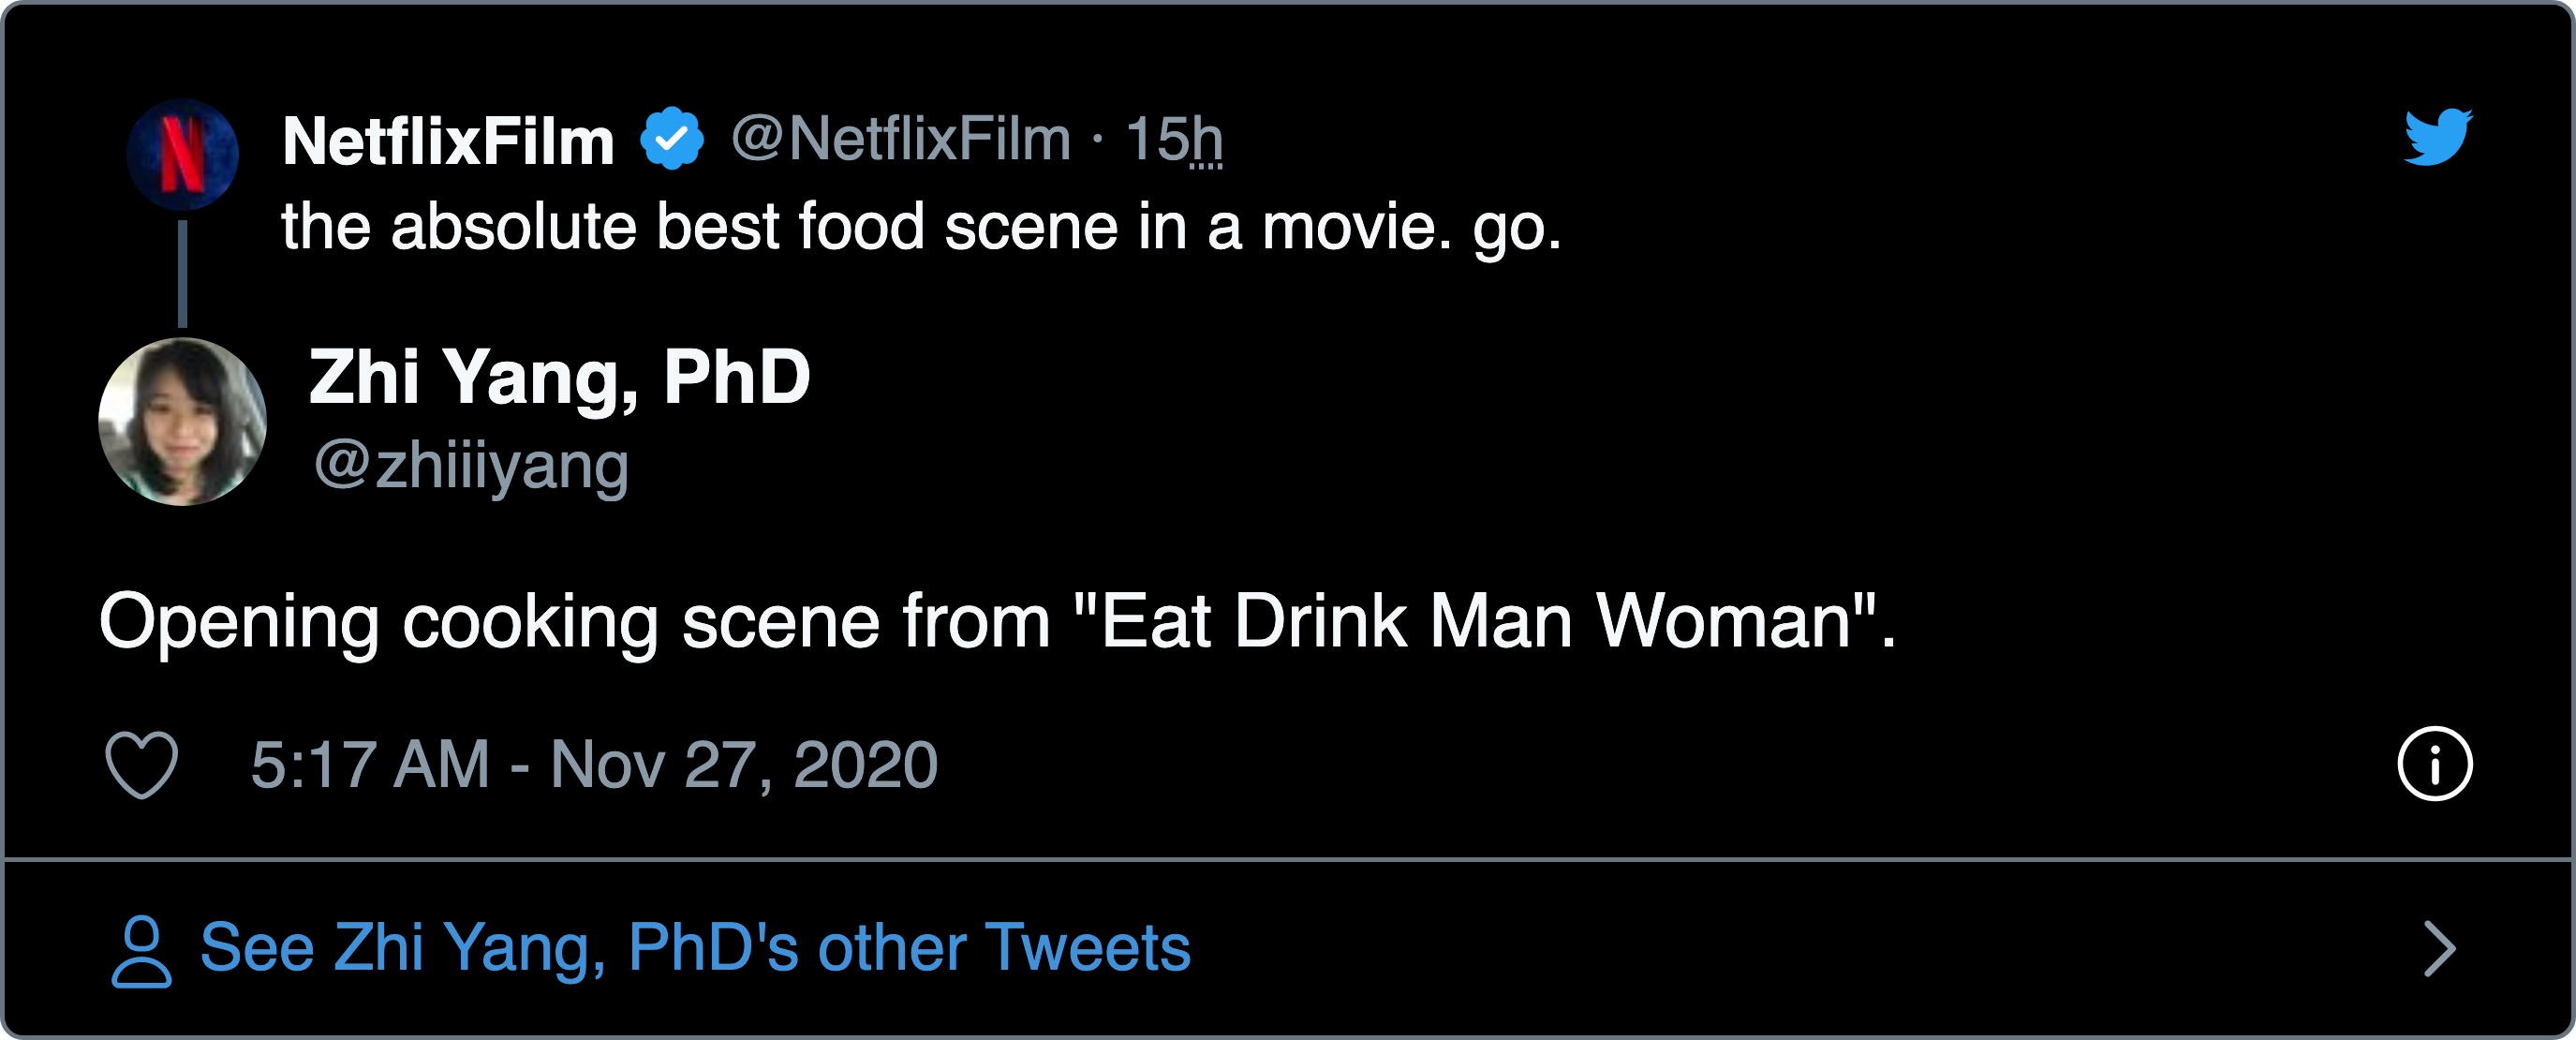 NetflixFilm @NetflixFilm · 15h
the absolute best food scene in a movie. go.
Zhi Yang, PhD
@zhiiiyang
Opening cooking scene from "Eat Drink Man Woman".
5:17 AM - Nov 27, 2020
See Zhi Yang, PhD's other Tweets